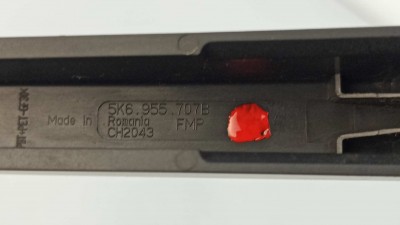 5K6.955.707B
Made in Romania FMP
CH2043